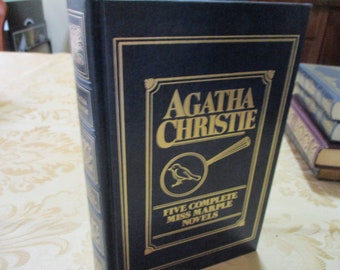 AGATHA
CHRISTIE
FIVE COMPLETE
MISS MARPLE
NOVELS